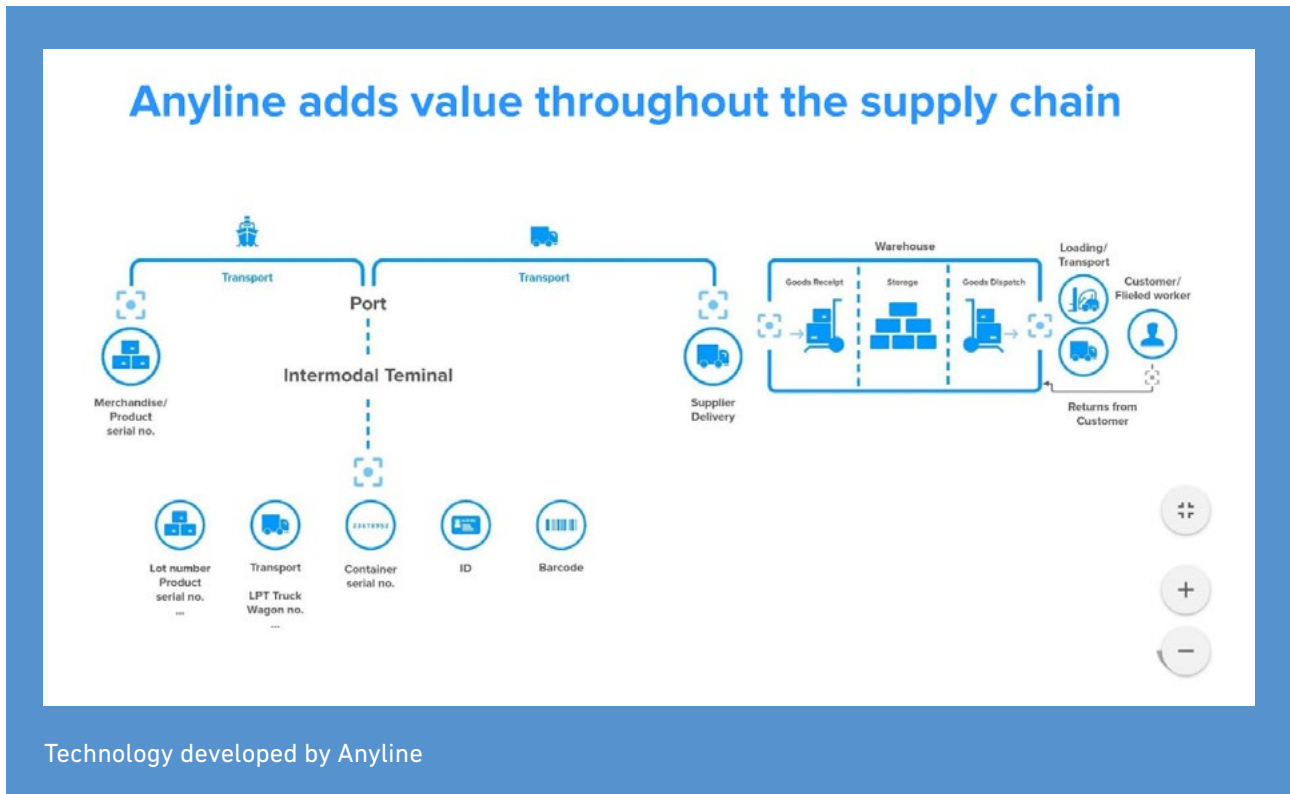 Anyline adds value throughout the supply chain
Transport
Transport
Port
Intermodal Teminal
Merchandise/
Product
serial no.
Supplier
Delivery
Warehouse
Goods Receipt
Storege
Goods Dispatch
Loading/
Transport
Customer/
Flieled worker
Returns from
Customer
Lot number
Product
serial no.
...
Transport
LPT Truck
Wagon no.
...
23678952
Container
serial no.
ID
Barcode
+
−
Technology developed by Anyline